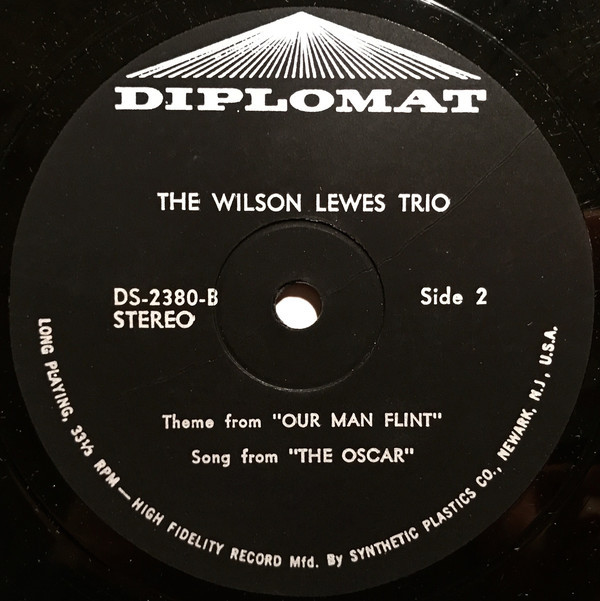 DIPLOMAT
THE WILSON LEWES TRIO
DS-2380-B
STEREO
Side 2
Theme from "OUR MAN FLINT"
Song from "THE OSCAR"
LONG PLAYING, 33⅓ RPM — HIGH FIDELITY RECORD Mfd. By SYNTHETIC PLASTICS CO., NEWARK, N.J., U.S.A.